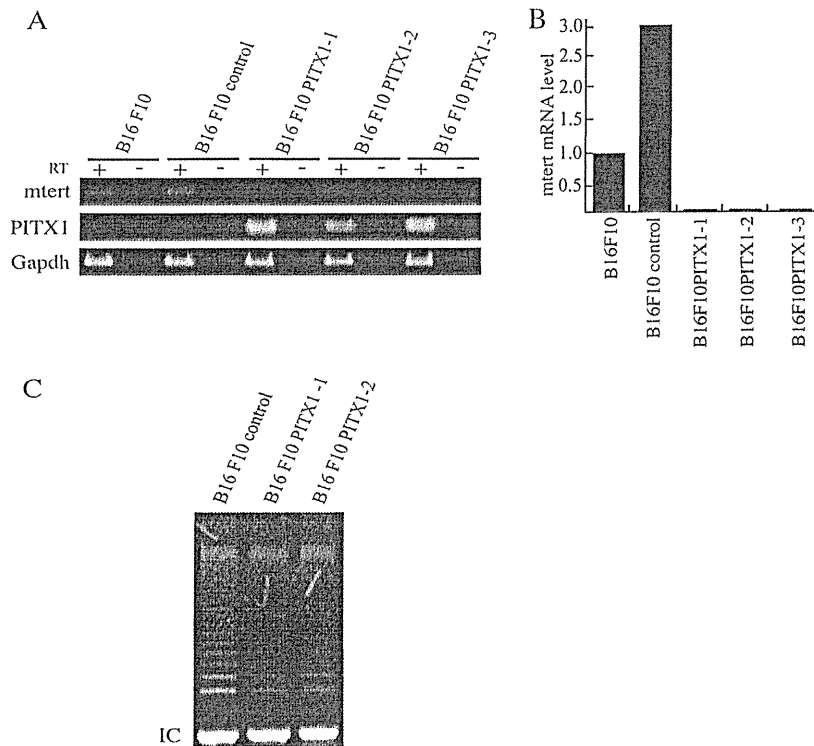 A
B16 F10
B16 F10 control
B16 F10 PITX1-1
B16 F10 PITX1-2
B16 F10 PITX1-3
RT + - + - + - + - + -
mtert
PITX1
Gapdh
B
mtert mRNA level
3.0
2.5
2.0
1.0
0.5
B16F10
B16F10 control
B16F10PITX1-1
B16F10PITX1-2
B16F10PITX1-3
C
B16 F10 control
B16 F10 PITX1 -1
B16 F10 PITX1-2
IC